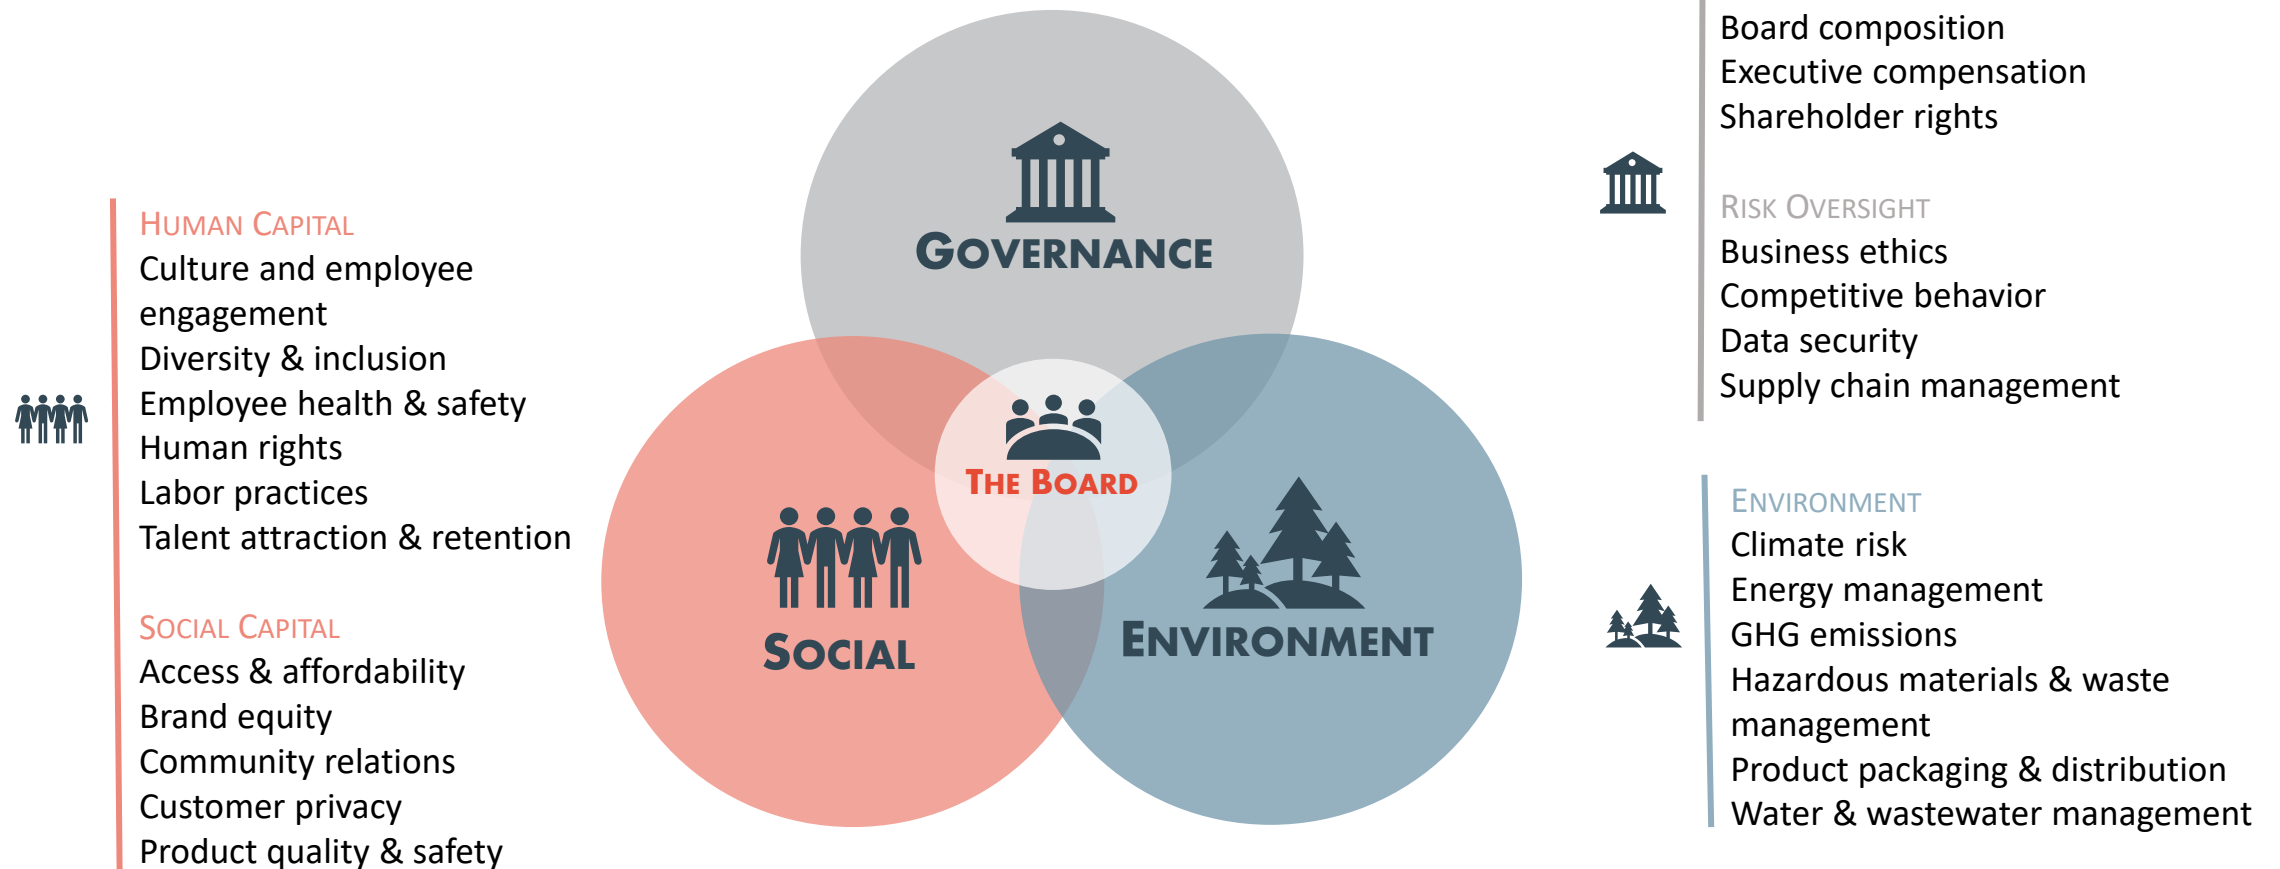 HUMAN CAPITAL
Culture and employee
engagement
Diversity & inclusion
Employee health & safety
Human rights
Labor practices
Talent attraction & retention
SOCIAL CAPITAL
Access & affordability
Brand equity
Community relations
Customer privacy
Product quality & safety
GOVERNANCE
THE BOARD
SOCIAL
ENVIRONMENT
Board composition
Executive compensation
Shareholder rights
RISK OVERSIGHT
Business ethics
Competitive behavior
Data security
Supply chain management
ENVIRONMENT
Climate risk
Energy management
GHG emissions
Hazardous materials & waste
management
Product packaging & distribution
Water & wastewater management